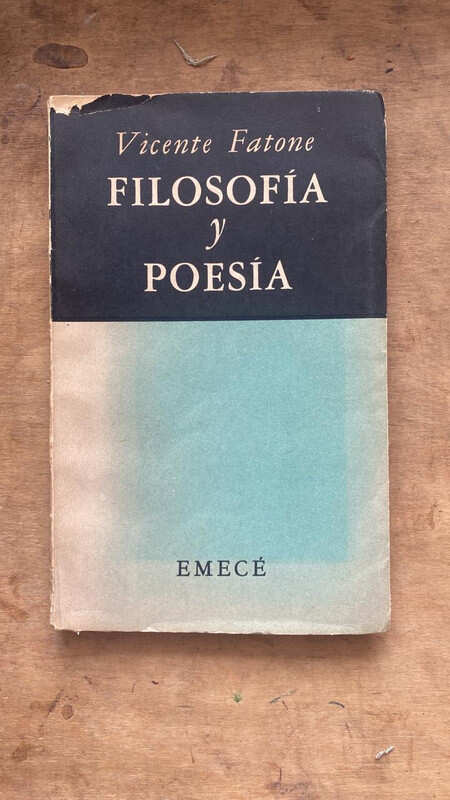 Vicente Fatone
FILOSOFÍA
y
POESÍA
EMECÉ